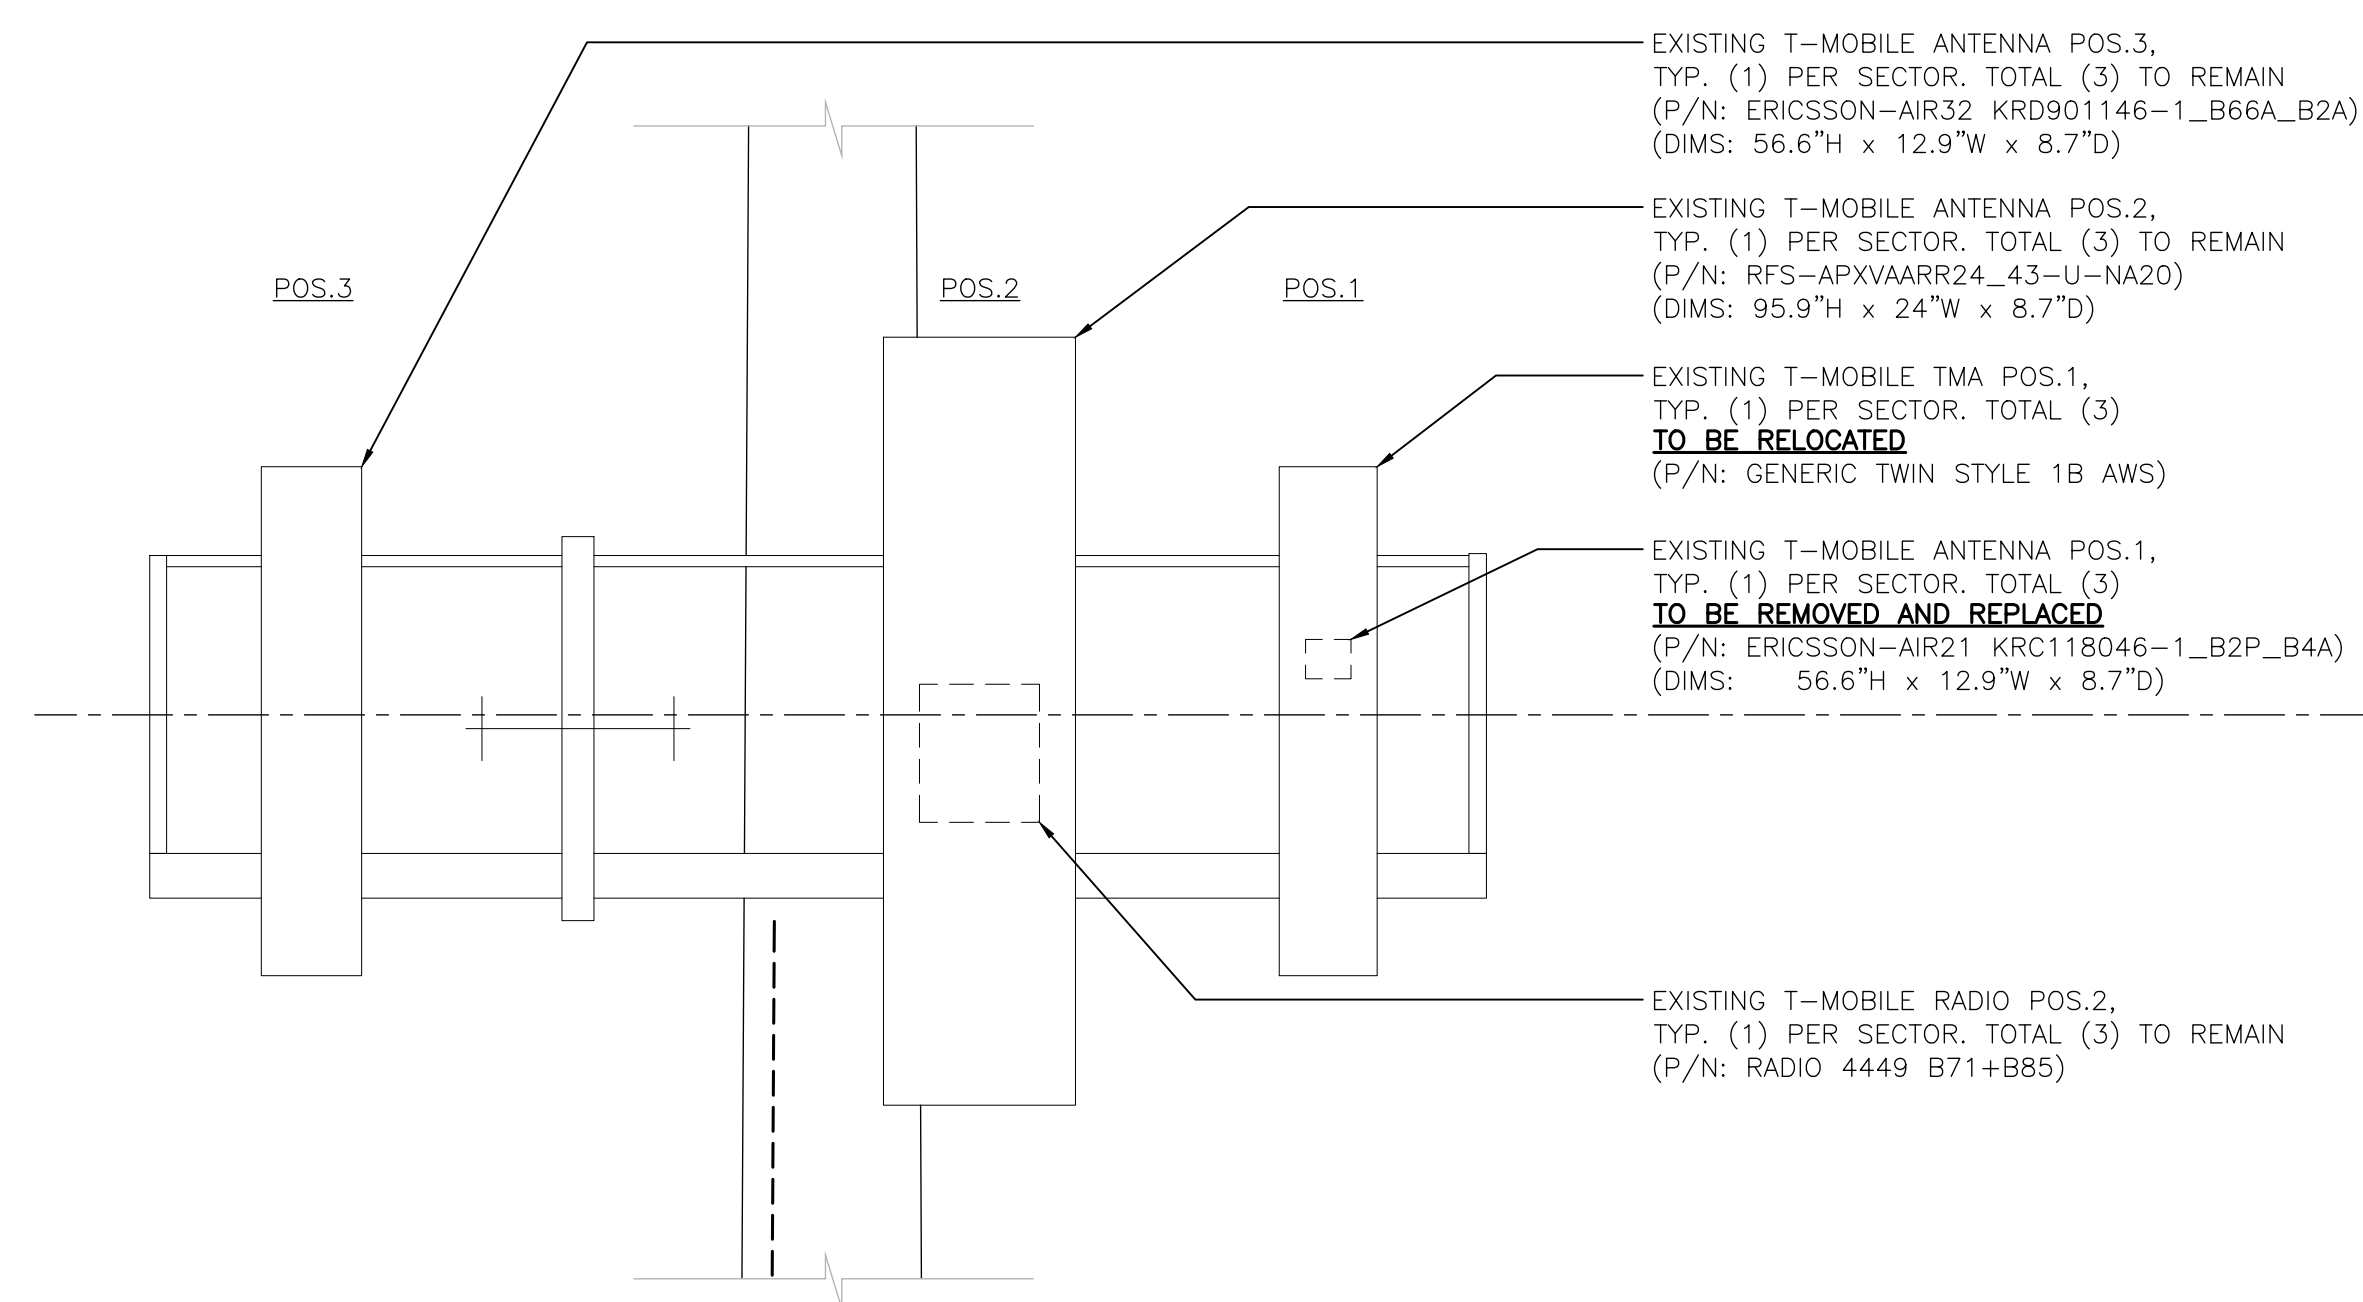 EXISTING T-MOBILE ANTENNA POS.3,
TYP. (1) PER SECTOR. TOTAL (3) TO REMAIN
(P/N: ERICSSON-AIR32 KRD901146-1_B66A_B2A)
(DIMS: 56.6"H x 12.9"W x 8.7"D)
EXISTING T-MOBILE ANTENNA POS.2,
TYP. (1) PER SECTOR. TOTAL (3) TO REMAIN
(P/N: RFS-APXVAARR24_43-U-NA20)
(DIMS: 95.9"H x 24"W x 8.7"D)
POS.3
POS.2
POS.1
EXISTING T-MOBILE TMA POS.1,
TYP. (1) PER SECTOR. TOTAL (3)
TO BE RELOCATED
(P/N: GENERIC TWIN STYLE 1B AWS)
EXISTING T-MOBILE ANTENNA POS.1,
TYP. (1) PER SECTOR. TOTAL (3)
TO BE REMOVED AND REPLACED
(P/N: ERICSSON-AIR21 KRC118046-1_B2P_B4A)
(DIMS: 56.6"H x 12.9"W x 8.7"D)
EXISTING T-MOBILE RADIO POS.2,
TYP. (1) PER SECTOR. TOTAL (3) TO REMAIN
(P/N: RADIO 4449 B71+B85)